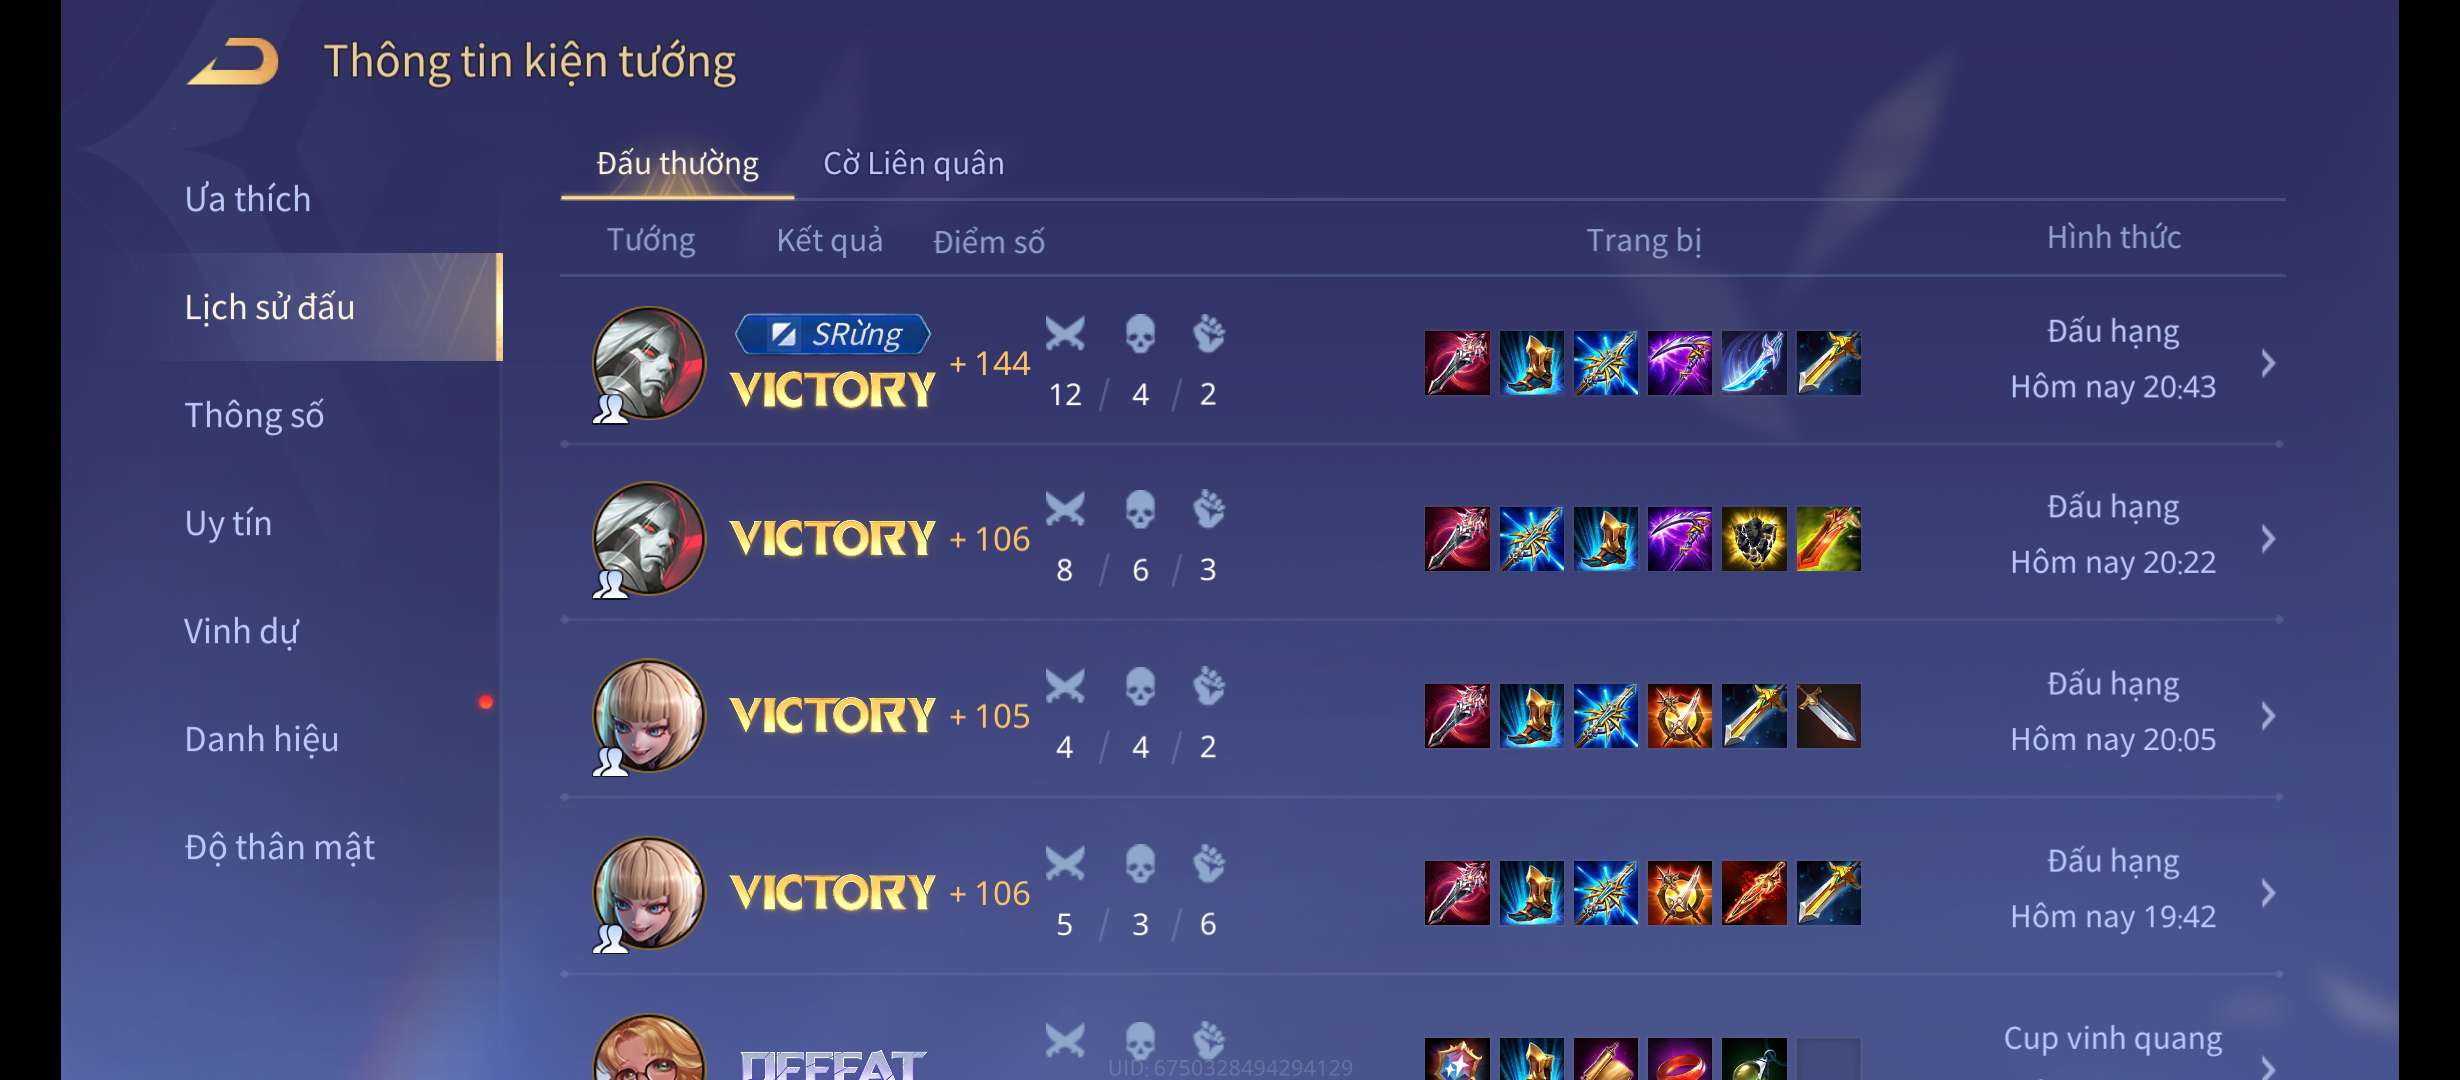 Thông tin kiện tướng
Ưa thích
Lịch sử đấu
Thông số
Uy tín
Vinh dự
Danh hiệu
Độ thân mật
Đấu thường Cờ Liên quân
Tướng Kết quả Điểm số Trang bị Hình thức
SRừng
VICTORY + 144
12 / 4 / 2
Đấu hạng
Hôm nay 20:43
VICTORY + 106
8 / 6 / 3
Đấu hạng
Hôm nay 20:22
VICTORY + 105
4 / 4 / 2
Đấu hạng
Hôm nay 20:05
VICTORY + 106
5 / 3 / 6
Đấu hạng
Hôm nay 19:42
DEFEAT
Cup vinh quang
UID: 6750328494294129